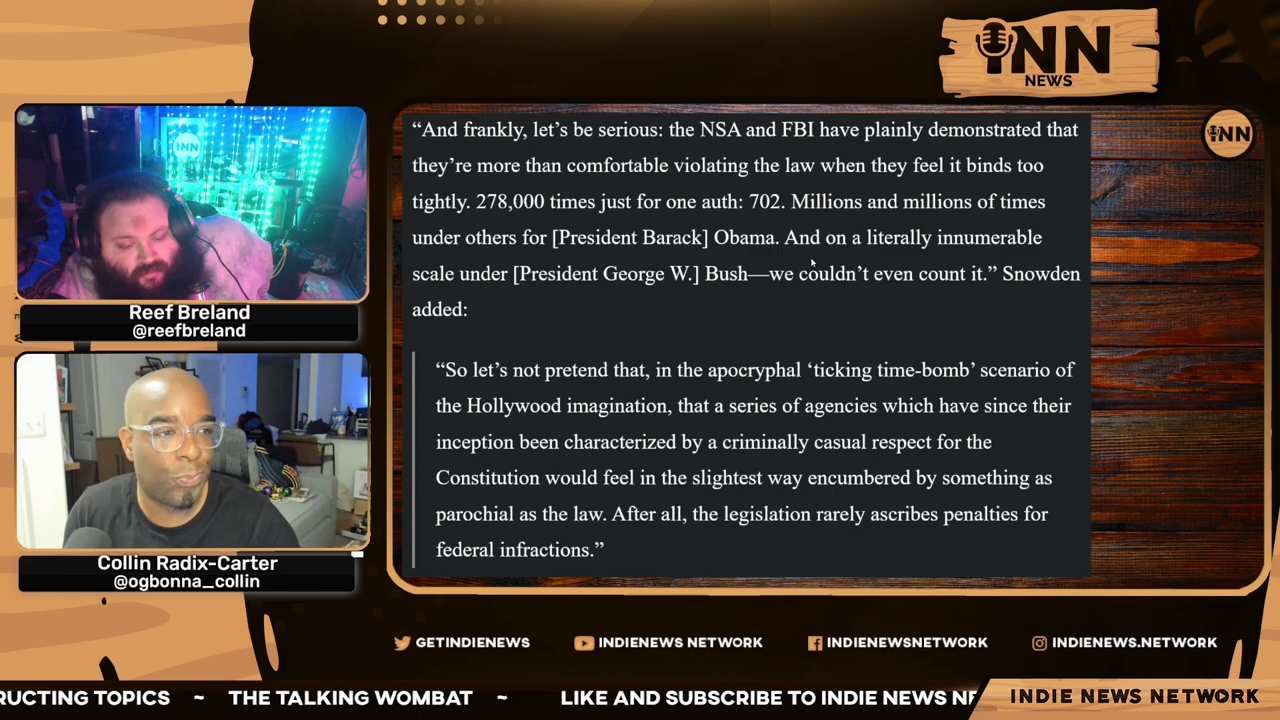 iNN
NEWS
iNN
“And frankly, let’s be serious: the NSA and FBI have plainly demonstrated that
they’re more than comfortable violating the law when they feel it binds too
tightly. 278,000 times just for one auth: 702. Millions and millions of times
under others for [President Barack] Obama. And on a literally innumerable
scale under [President George W.] Bush—we couldn’t even count it.” Snowden
added:
“So let’s not pretend that, in the apocryphal ‘ticking time-bomb’ scenario of
the Hollywood imagination, that a series of agencies which have since their
inception been characterized by a criminally casual respect for the
Constitution would feel in the slightest way encumbered by something as
parochial as the law. After all, the legislation rarely ascribes penalties for
federal infractions.”
iNN
Reef Breland
@reefbreland
Collin Radix-Carter
@ogbonna_collin
GETINDIENEWS
INDIENEWS NETWORK
INDIENEWSNETWORK
INDIENEWS.NETWORK
RUCTING TOPICS ~ THE TALKING WOMBAT ~ LIKE AND SUBSCRIBE TO INDIE NEWS NE
INDIE NEWS NETWORK